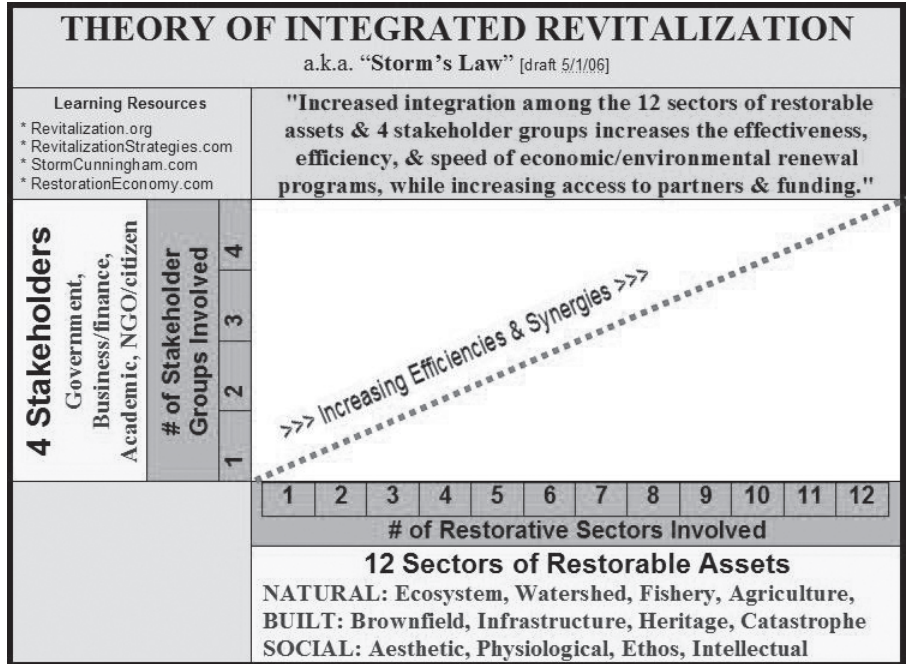 THEORY OF INTEGRATED REVITALIZATION
a.k.a. “Storm’s Law” [draft 5/1/06]
Learning Resources
* Revitalization.org
* RevitalizationStrategies.com
* StormCunningham.com
* RestorationEconomy.com
"Increased integration among the 12 sectors of restorable
assets & 4 stakeholder groups increases the effectiveness,
efficiency, & speed of economic/environmental renewal
programs, while increasing access to partners & funding."
4 Stakeholders
Government,
Business/finance,
Academic, NGO/citizen
# of Stakeholder
Groups Involved
4
3
2
1
>>> Increasing Efficiencies & Synergies >>>
1 2 3 4 5 6 7 8 9 10 11 12
# of Restorative Sectors Involved
12 Sectors of Restorable Assets
NATURAL: Ecosystem, Watershed, Fishery, Agriculture,
BUILT: Brownfield, Infrastructure, Heritage, Catastrophe
SOCIAL: Aesthetic, Physiological, Ethos, Intellectual